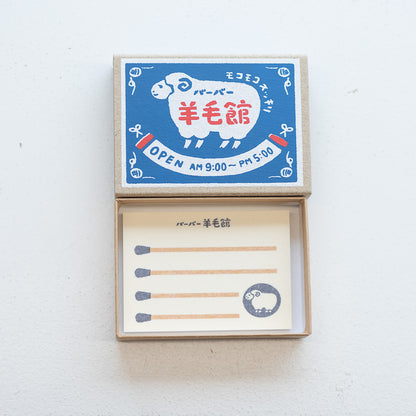 モコモコスッキリ
バーバー
羊毛館
OPEN AM 9:00～PM 5:00
バーバー 羊毛館